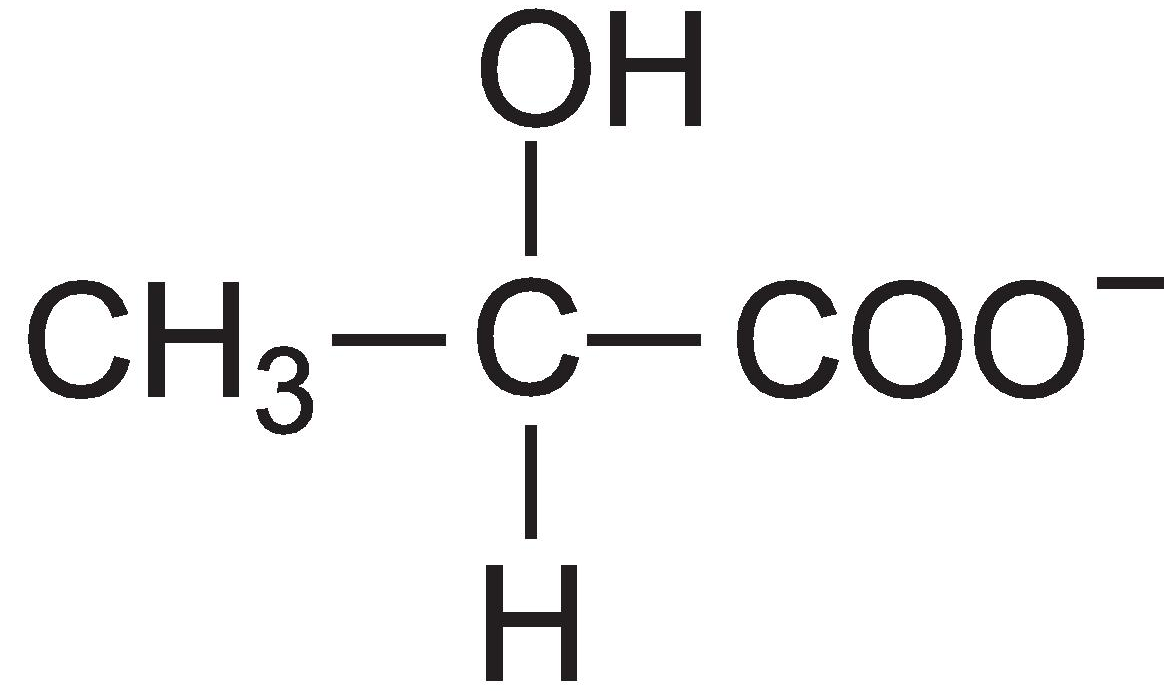 OH
CH₃ — C — COO⁻
H